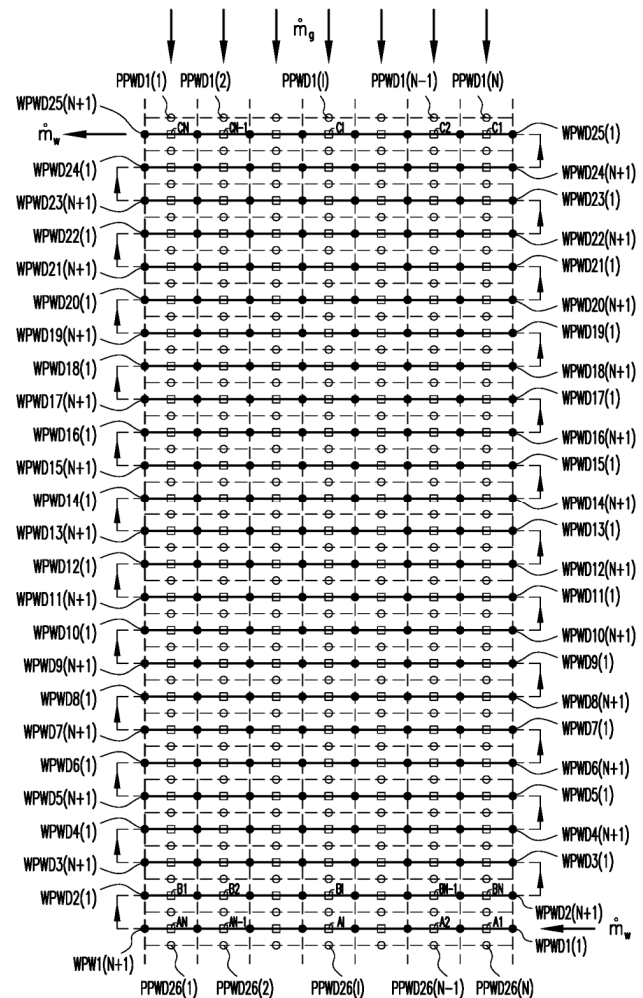 ṁg
PPWD1(1) PPWD1(2) PPWD1(I) PPWD1(N-1) PPWD1(N)
WPWD25(N+1) CN CN-1 CI C2 C1 WPWD25(1)
ṁw
WPWD24(1) WPWD24(N+1)
WPWD23(N+1) WPWD23(1)
WPWD22(1) WPWD22(N+1)
WPWD21(N+1) WPWD21(1)
WPWD20(1) WPWD20(N+1)
WPWD19(N+1) WPWD19(1)
WPWD18(1) WPWD18(N+1)
WPWD17(N+1) WPWD17(1)
WPWD16(1) WPWD16(N+1)
WPWD15(N+1) WPWD15(1)
WPWD14(1) WPWD14(N+1)
WPWD13(N+1) WPWD13(1)
WPWD12(1) WPWD12(N+1)
WPWD11(N+1) WPWD11(1)
WPWD10(1) WPWD10(N+1)
WPWD9(N+1) WPWD9(1)
WPWD8(1) WPWD8(N+1)
WPWD7(N+1) WPWD7(1)
WPWD6(1) WPWD6(N+1)
WPWD5(N+1) WPWD5(1)
WPWD4(1) WPWD4(N+1)
WPWD3(N+1) WPWD3(1)
WPWD2(1) B1 B2 BI BN-1 BN WPWD2(N+1)
AN AN-1 AI A2 A1 ṁw
WPW1(N+1) WPWD1(1)
PPWD26(1) PPWD26(2) PPWD26(I) PPWD26(N-1) PPWD26(N)